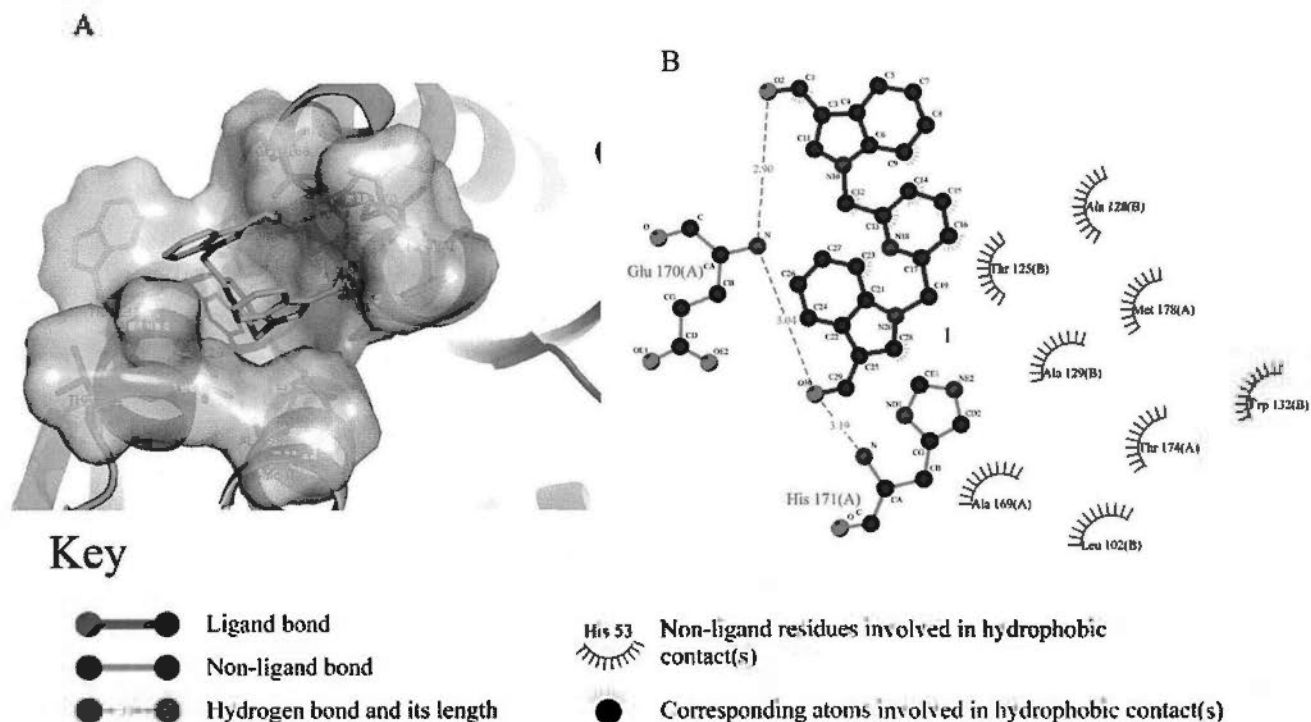 A
B
O2
C1
C5
C7
C3
C4
C8
C11
C6
C9
N10
2.90
C12
C14
C15
C13
C16
N18
C17
C19
O
C
N
CA
Glu 170(A)
CB
CG
CD
OE1
OE2
C27
C23
C26
C21
C24
C22
N20
C28
C25
C29
3.04
1
3.19
CE1
NE2
ND1
CD2
CG
CB
N
CA
His 171(A)
O
C
Ala 128(B)
Thr 125(B)
Met 178(A)
Ala 129(B)
Trp 132(B)
Thr 174(A)
Ala 169(A)
Leu 102(B)
Key
Ligand bond
Non-ligand bond
Hydrogen bond and its length
His 53
Non-ligand residues involved in hydrophobic
contact(s)
Corresponding atoms involved in hydrophobic contact(s)